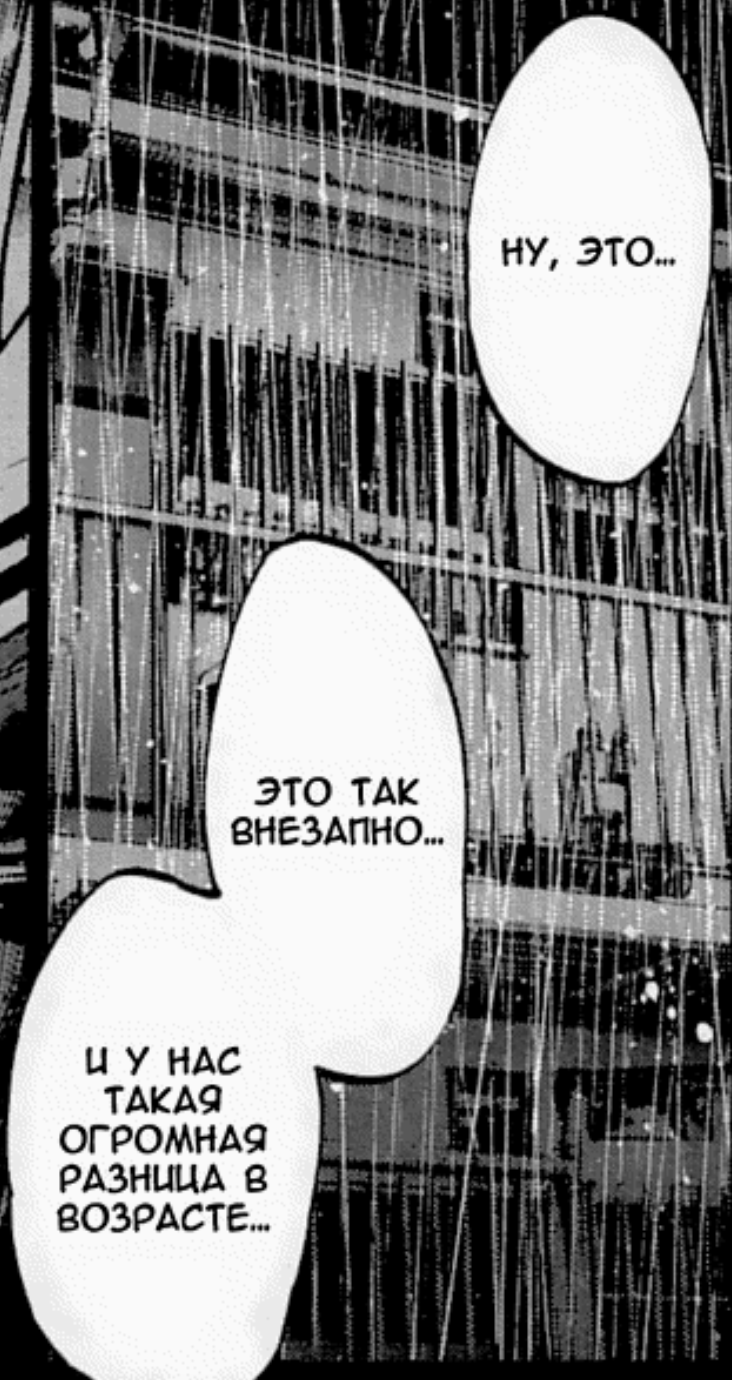 НУ, ЭТО...
ЭТО ТАК
ВНЕЗАПНО...
И У НАС
ТАКАЯ
ОГРОМНАЯ
РАЗНИЦА В
ВОЗРАСТЕ...